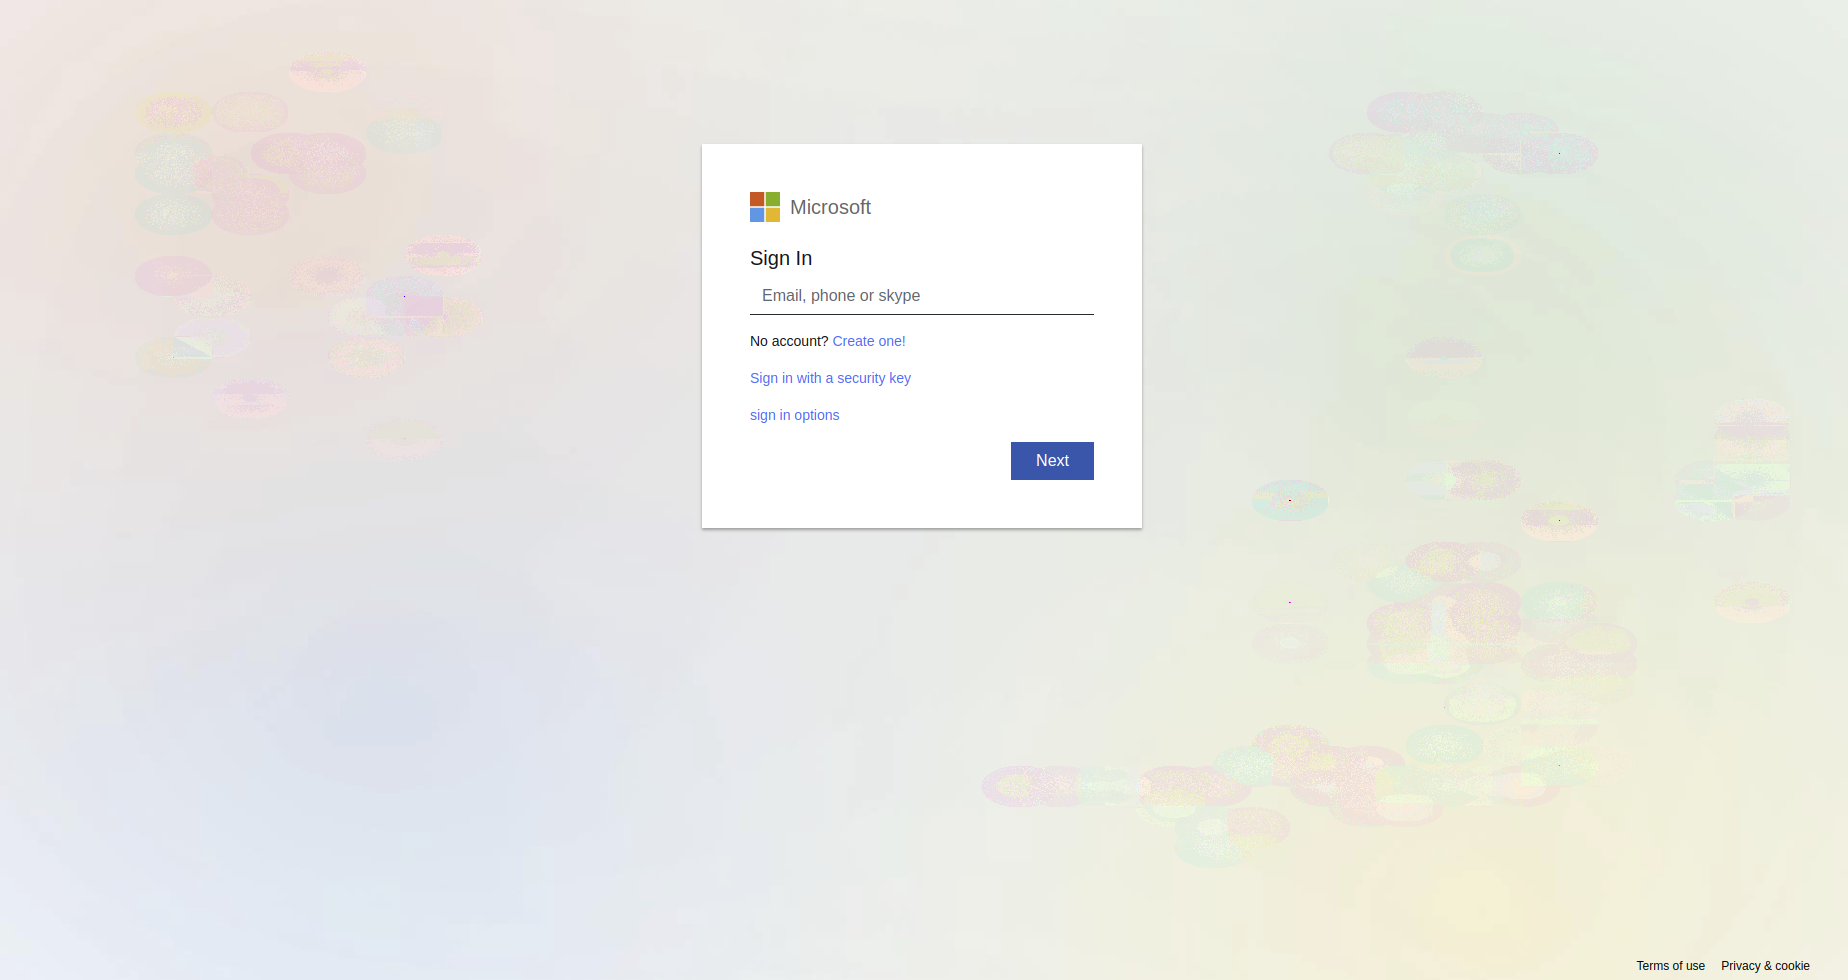 Microsoft
Sign In
Email, phone or skype
No account? Create one!
Sign in with a security key
sign in options
Next
Terms of use Privacy & cookie